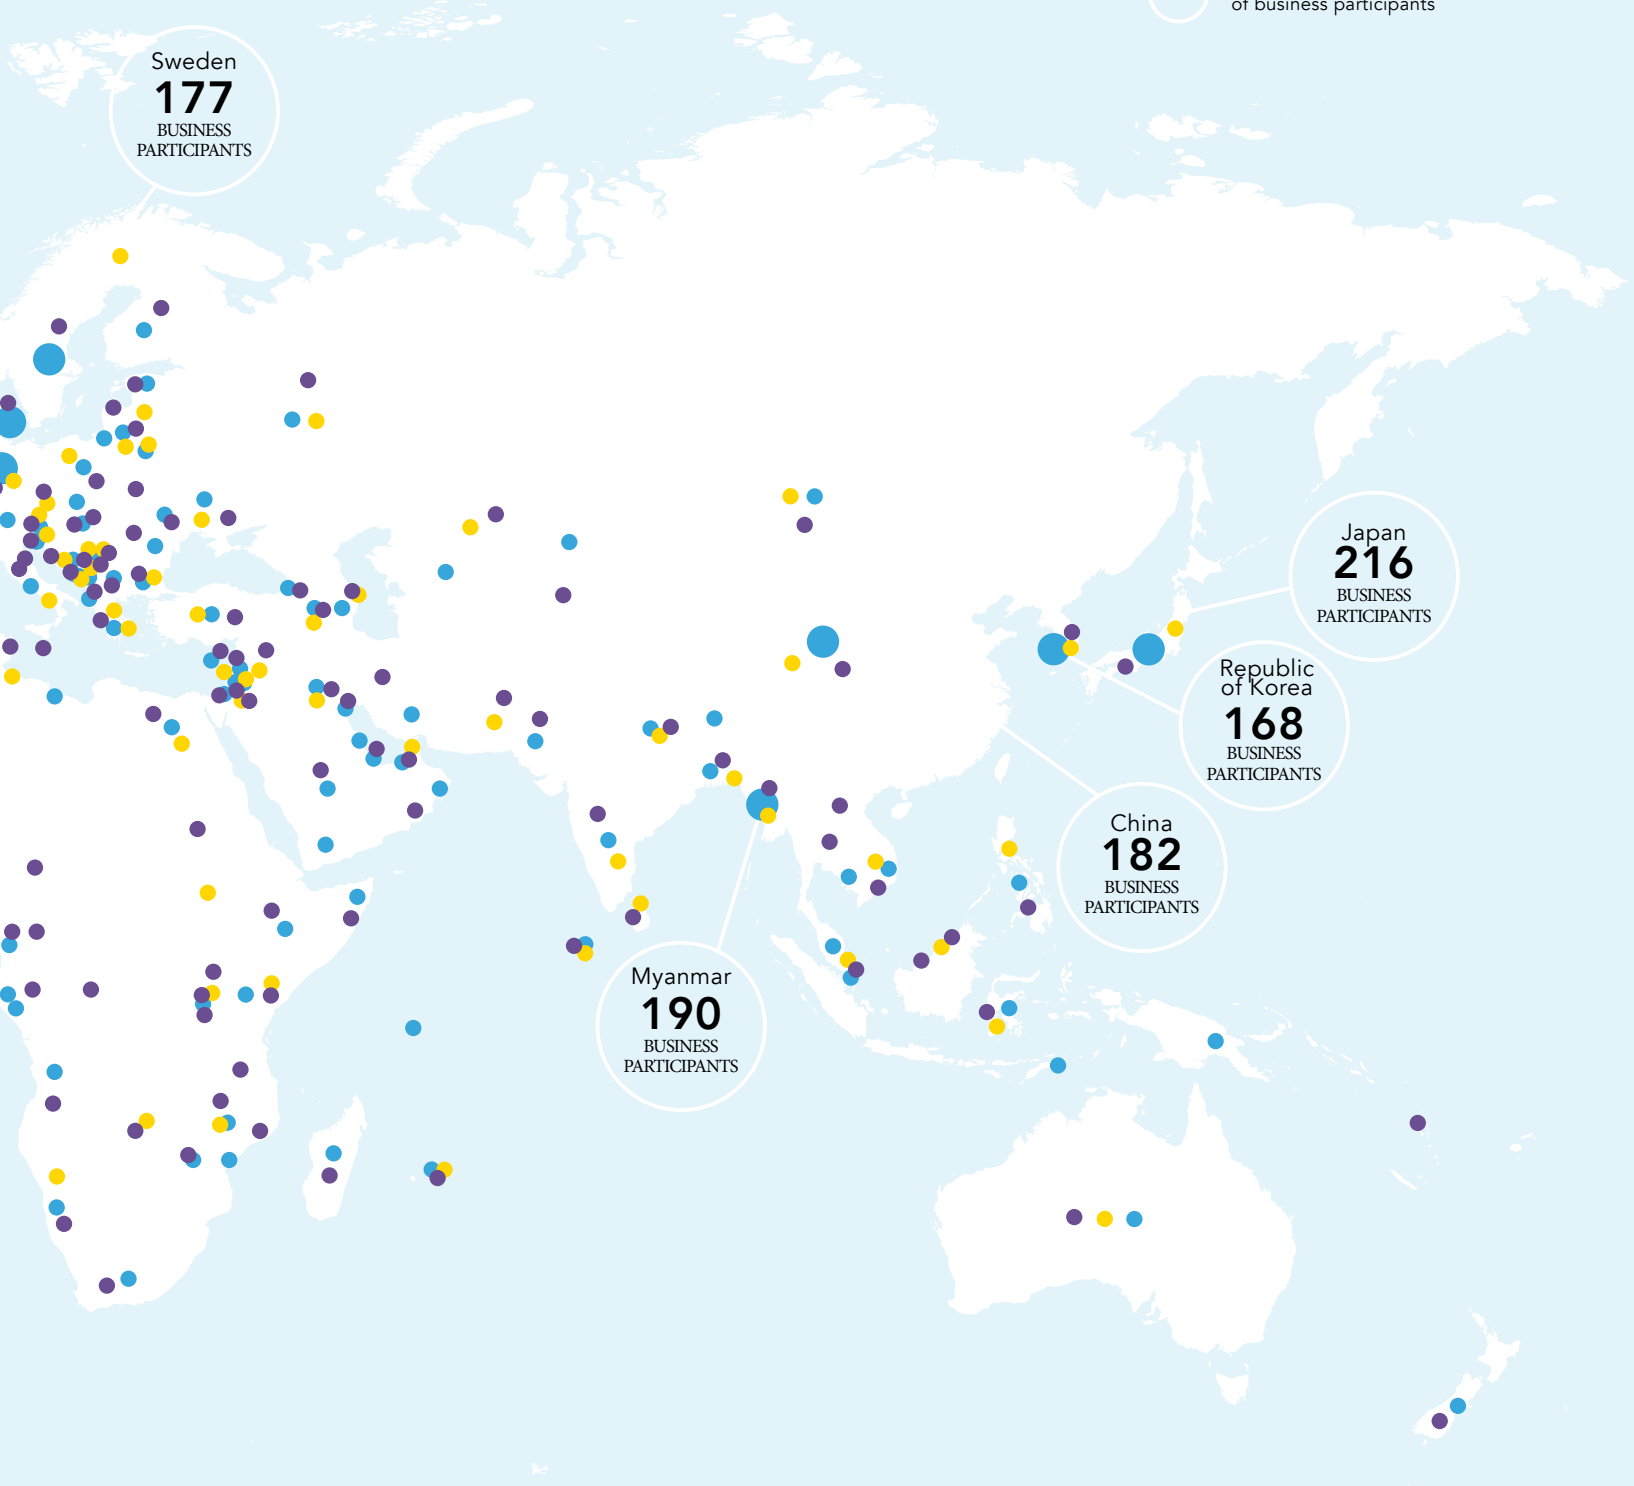 of business participants
Sweden
177
BUSINESS
PARTICIPANTS
Japan
216
BUSINESS
PARTICIPANTS
Republic
of Korea
168
BUSINESS
PARTICIPANTS
China
182
BUSINESS
PARTICIPANTS
Myanmar
190
BUSINESS
PARTICIPANTS